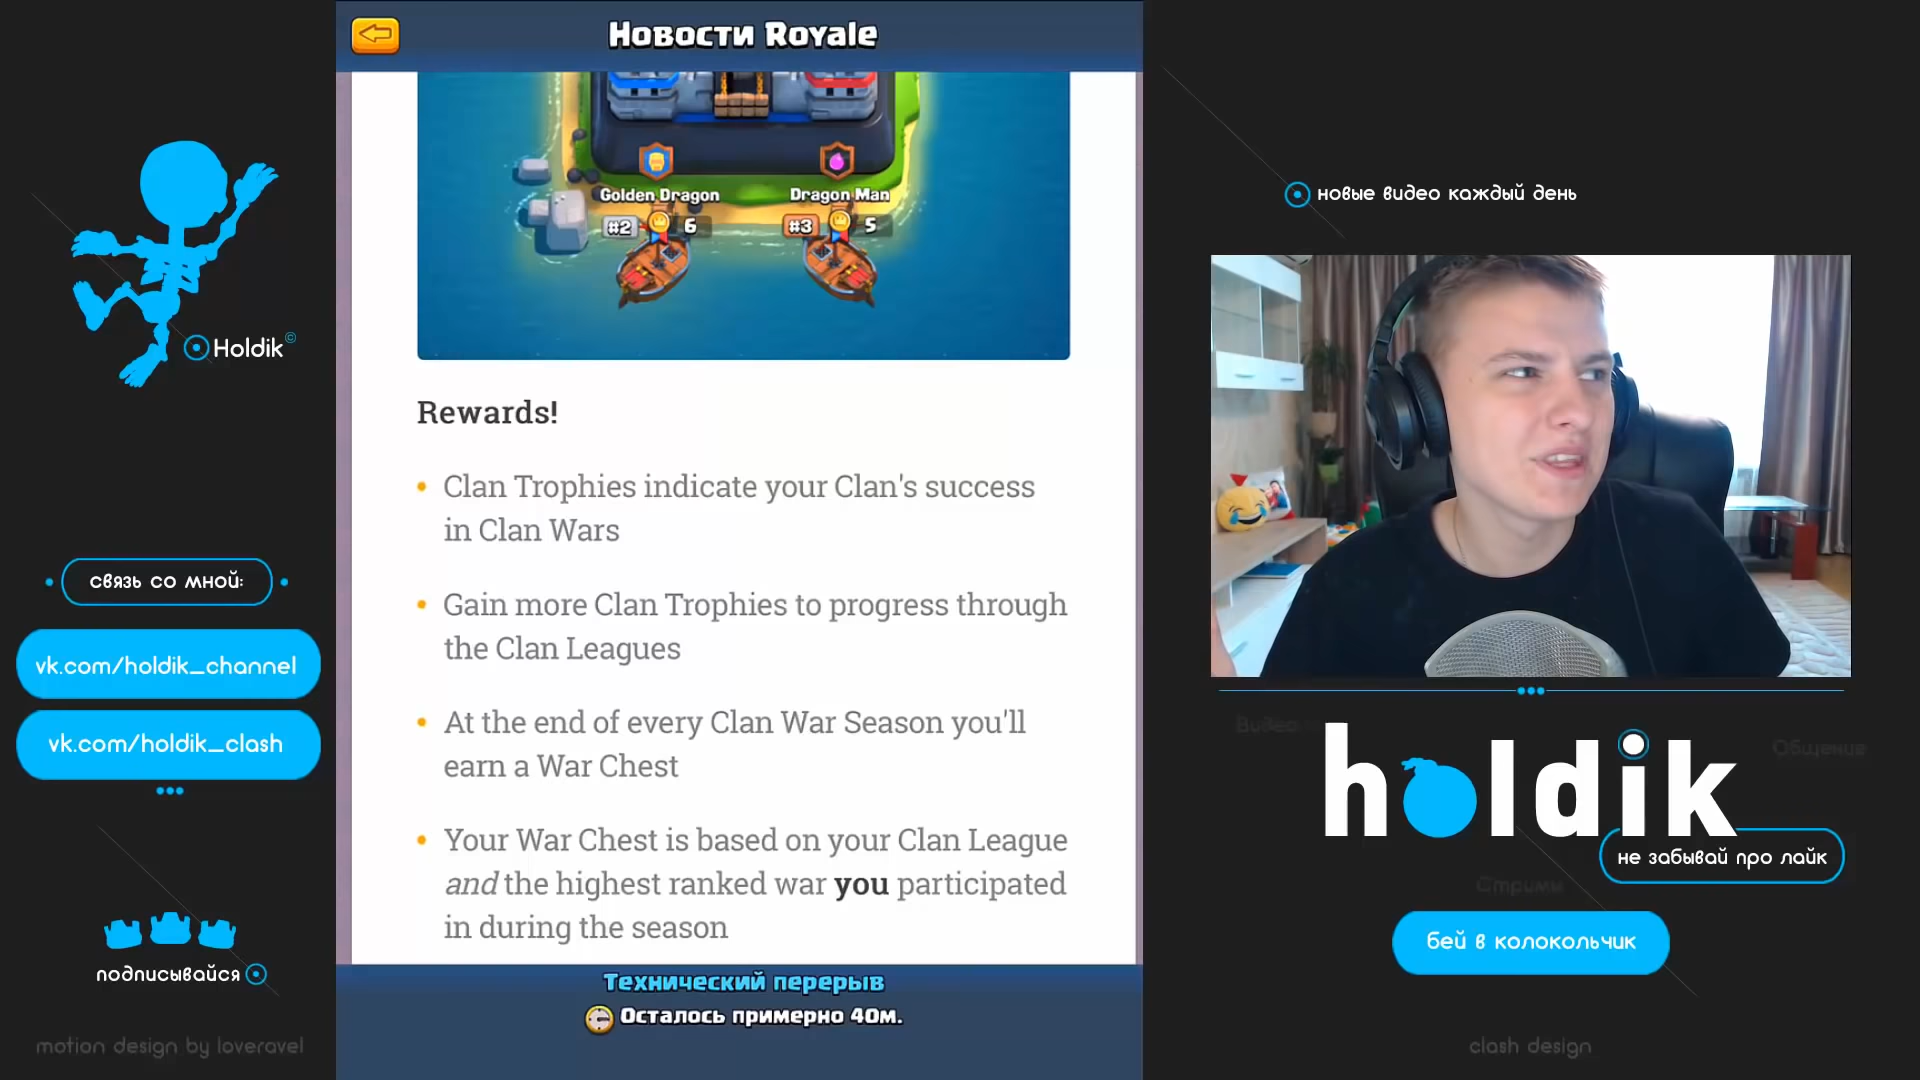 Новости Royale
Golden Dragon
Dragon Man
#2 6
#3 5
Rewards!
• Clan Trophies indicate your Clan's success
in Clan Wars
• Gain more Clan Trophies to progress through
the Clan Leagues
• At the end of every Clan War Season you'll
earn a War Chest
• Your War Chest is based on your Clan League
and the highest ranked war you participated
in during the season
Технический перерыв
Осталось примерно 40м.
Holdik©
связь со мной:
vk.com/holdik_channel
vk.com/holdik_clash
подписывайся
motion design by loveravel
новые видео каждый день
Видео
Общение
holdik
не забывай про лайк
Стримы
бей в колокольчик
clash design